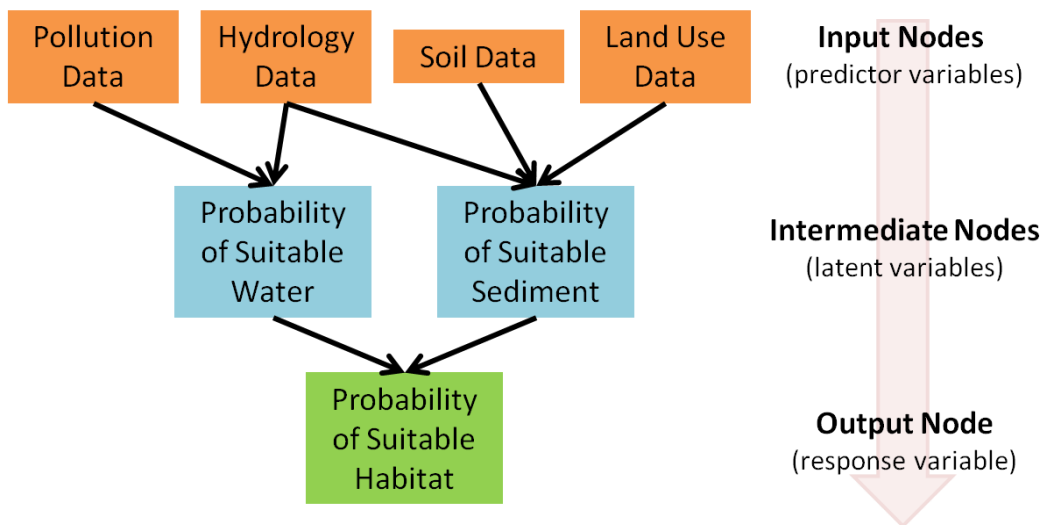 Pollution
Data
Hydrology
Data
Soil Data
Land Use
Data
Input Nodes
(predictor variables)
Probability
of Suitable
Water
Probability
of Suitable
Sediment
Intermediate Nodes
(latent variables)
Probability
of Suitable
Habitat
Output Node
(response variable)